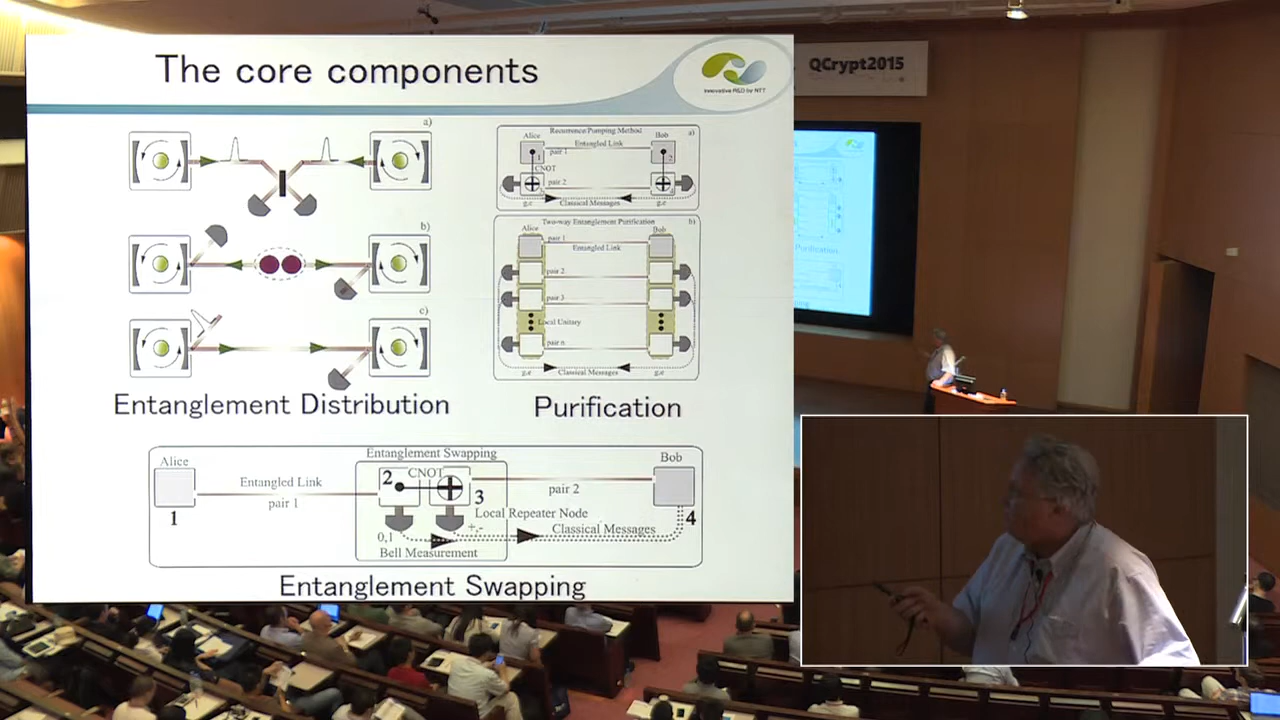 The core components
Innovative R&D by NTT
QCrypt2015
a)
b)
c)
Entanglement Distribution
Recurrence/Pumping Method
a)
Alice
Bob
Entangled Link
pair 1
1
2
CNOT
pair 2
Classical Messages
g,e
g,e
Two-way Entanglement Purification
b)
Alice
Bob
pair 1
Entangled Link
pair 2
pair 3
Local Unitary
pair n
g,e
Classical Messages
g,e
Purification
Entanglement Swapping
Alice
Bob
Entangled Link
pair 1
2
CNOT
3
pair 2
1
4
Local Repeater Node
0,1
+,-
Classical Messages
Bell Measurement
Entanglement Swapping
Purification